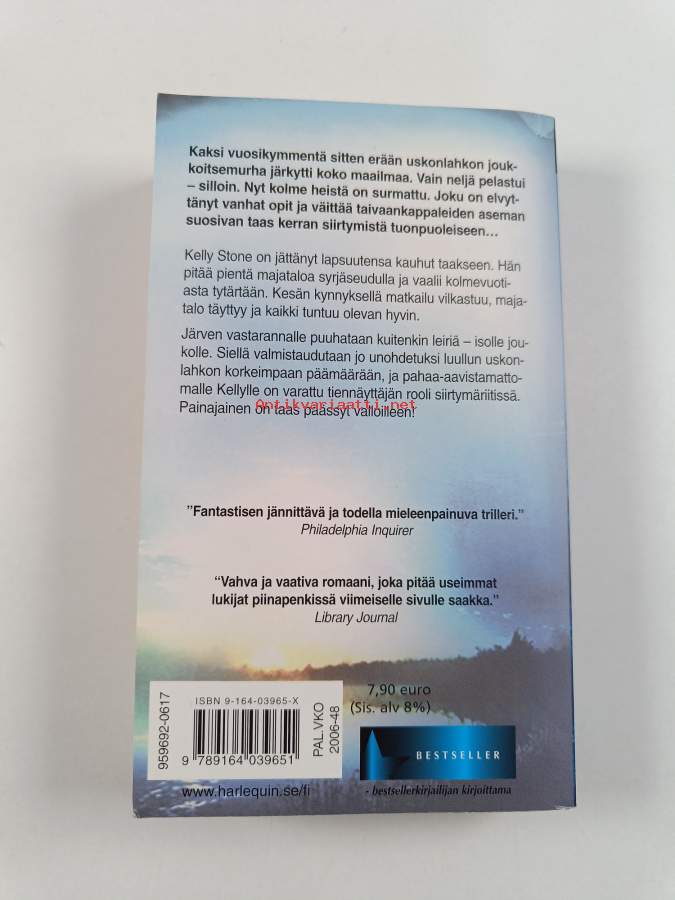 Kaksi vuosikymmentä sitten erään uskonlahkon jouk-
koitsemurha järkytti koko maailmaa. Vain neljä pelastui
– silloin. Nyt kolme heistä on surmattu. Joku on elvyt-
tänyt vanhat opit ja väittää taivaankappaleiden aseman
suosivan taas kerran siirtymistä tuonpuoleiseen...
Kelly Stone on jättänyt lapsuutensa kauhut taakseen. Hän
pitää pientä majataloa syrjäseudulla ja vaalii kolmevuoti-
asta tytärtään. Kesän kynnyksellä matkailu vilkastuu, maja-
talo täyttyy ja kaikki tuntuu olevan hyvin.
Järven vastarannalle puuhataan kuitenkin leiriä – isolle jou-
kolle. Siellä valmistaudutaan jo unohdetuksi luullun uskon-
lahkon korkeimpaan päämäärään, ja pahaa-aavistamatto-
malle Kellylle on varattu tiennäyttäjän rooli siirtymäriitissä.
Painajainen on taas päässyt valloilleen!
Antikvariaatti.net
"Fantastisen jännittävä ja todella mieleenpainuva trilleri."
Philadelphia Inquirer
"Vahva ja vaativa romaani, joka pitää useimmat
lukijat piinapenkissä viimeiselle sivulle saakka."
Library Journal
959692-0617
ISBN 9-164-03965-X
9 789164 039651
PAL.VKO
2006-48
www.harlequin.se/fi
7,90 euro
(Sis. alv 8%)
BESTSELLER
- bestsellerkirjailijan kirjoittama